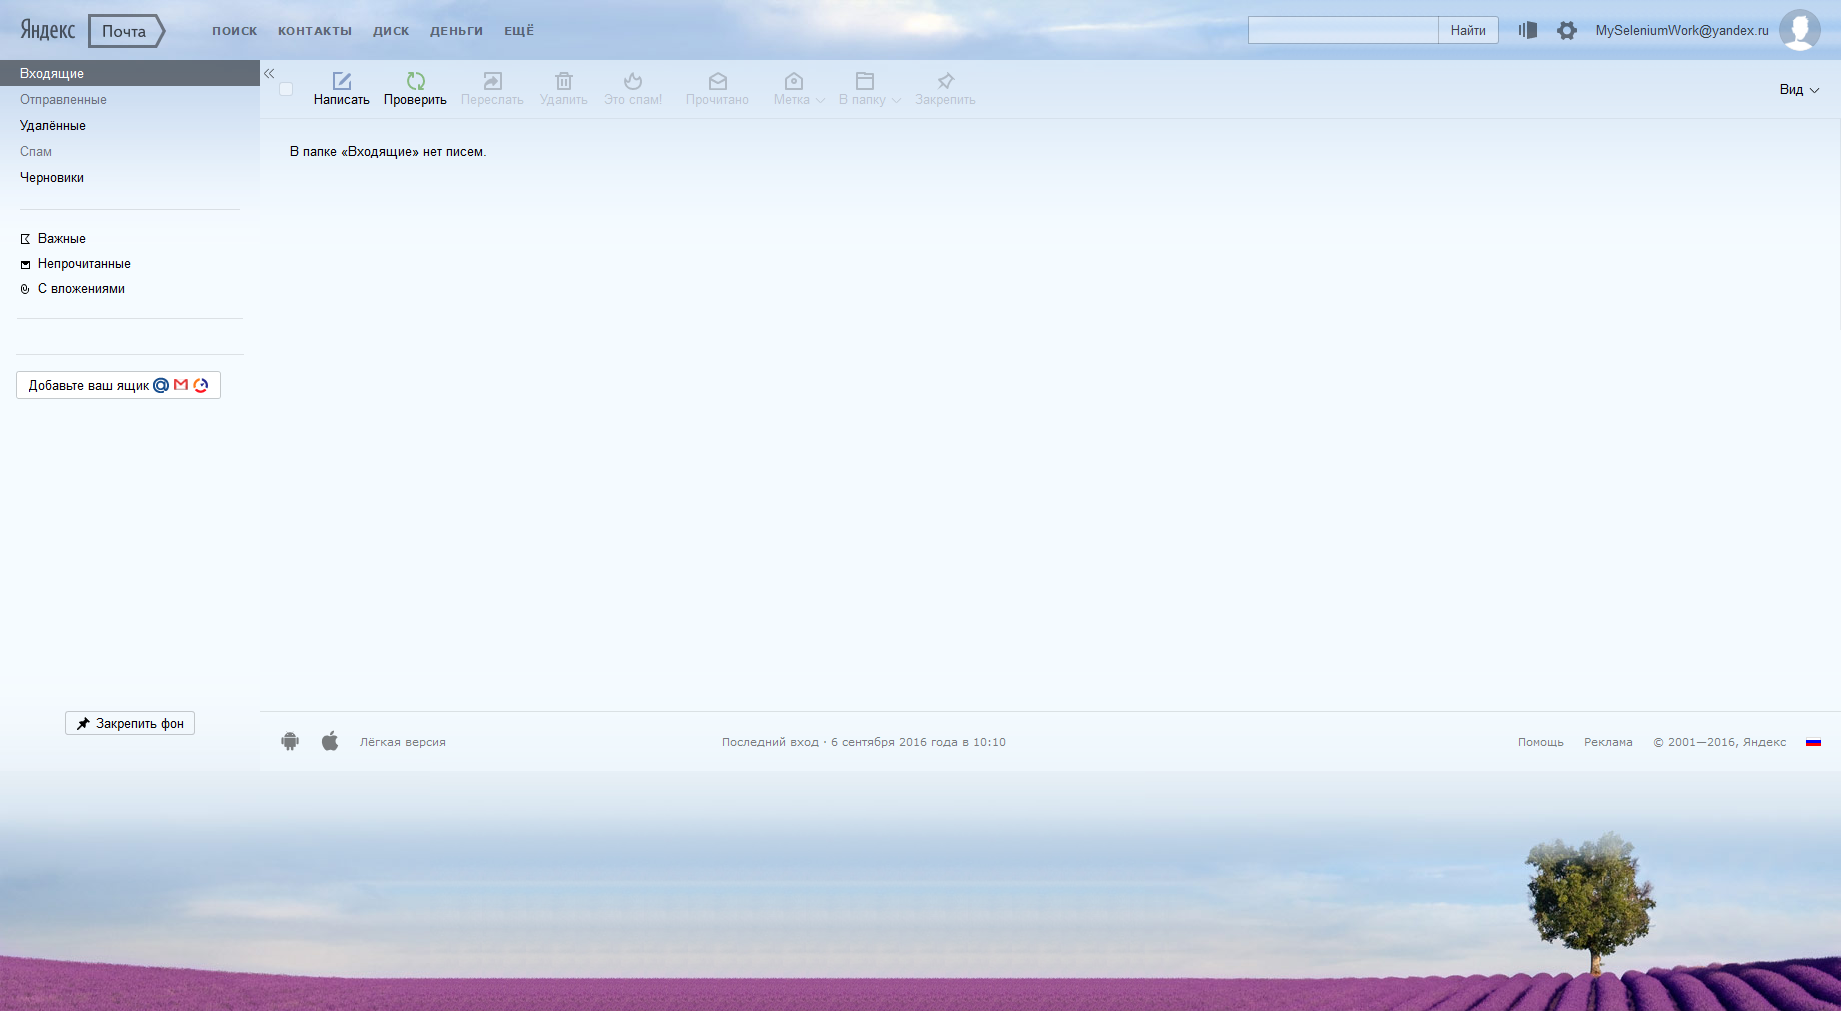 Яндекс Почта ПОИСК КОНТАКТЫ ДИСК ДЕНЬГИ ЕЩЁ Найти MySeleniumWork@yandex.ru
Входящие
Отправленные
Удалённые
Спам
Черновики
Важные
Непрочитанные
С вложениями
Добавьте ваш ящик
Закрепить фон
Написать Проверить Переслать Удалить Это спам! Прочитано Метка В папку Закрепить Вид
В папке «Входящие» нет писем.
Лёгкая версия Последний вход · 6 сентября 2016 года в 10:10 Помощь Реклама © 2001—2016, Яндекс